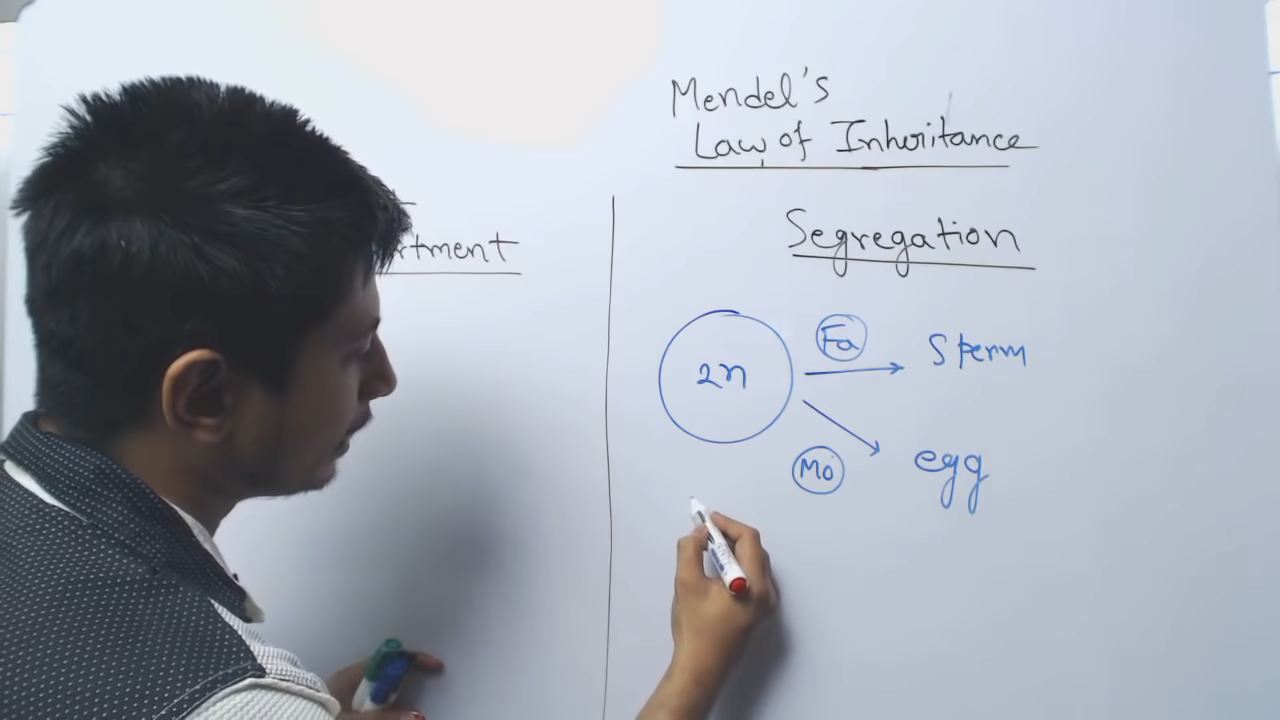 Mendel's
Law of Inheritance
rtment
Segregation
2n
Fa
Sperm
Mo
egg